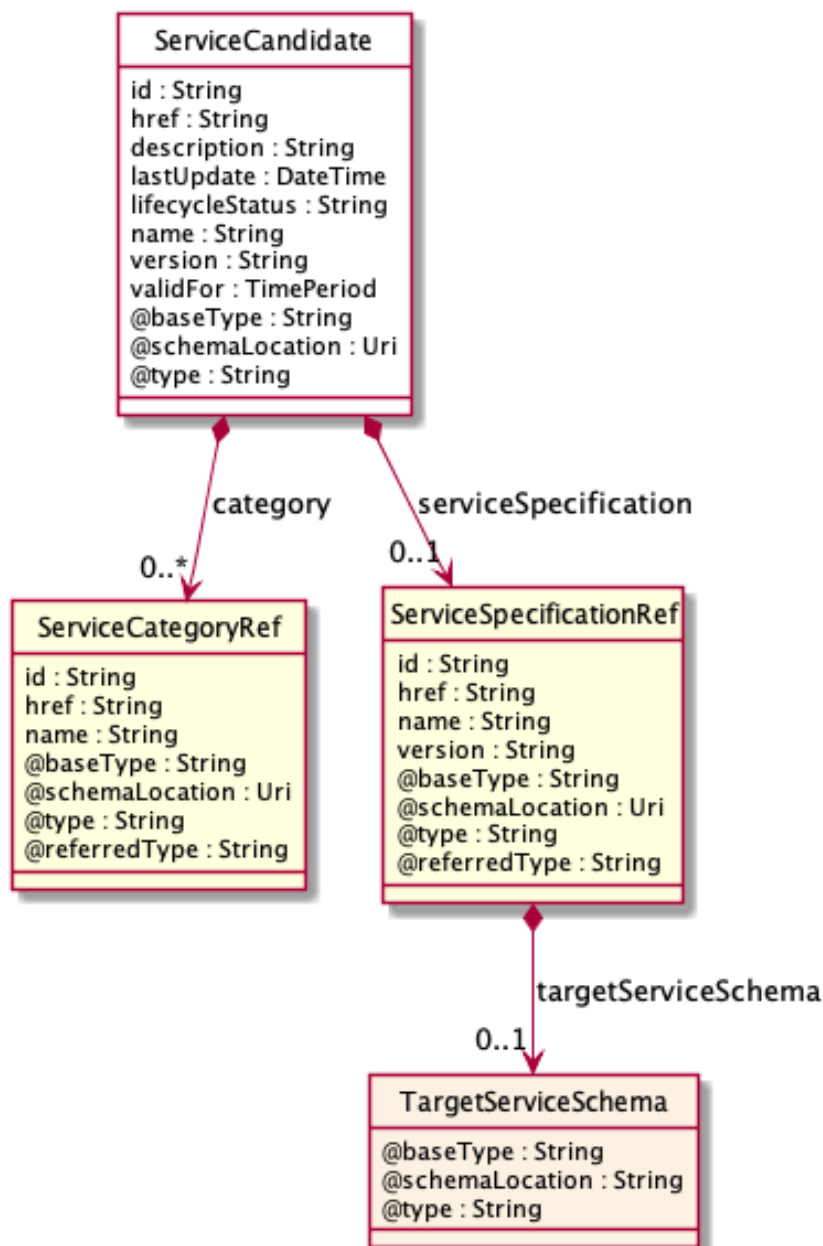 ServiceCandidate
id : String
href : String
description : String
lastUpdate : DateTime
lifecycleStatus : String
name : String
version : String
validFor : TimePeriod
@baseType : String
@schemaLocation : Uri
@type : String
category
serviceSpecification
0..*
0..1
ServiceCategoryRef
id : String
href : String
name : String
@baseType : String
@schemaLocation : Uri
@type : String
@referredType : String
ServiceSpecificationRef
id : String
href : String
name : String
version : String
@baseType : String
@schemaLocation : Uri
@type : String
@referredType : String
targetServiceSchema
0..1
TargetServiceSchema
@baseType : String
@schemaLocation : String
@type : String